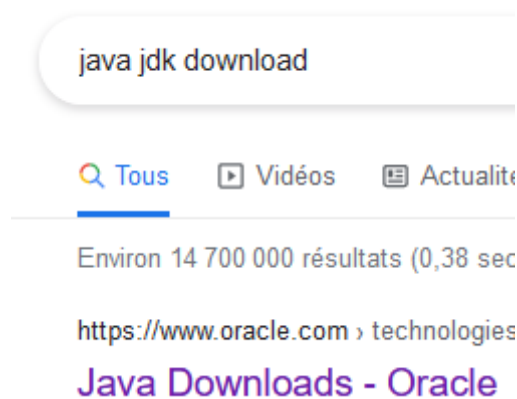 java jdk download
Tous Vidéos
Environ 14 700 000 résultats (0,38 sec
https://www.oracle.com › technologies
Java Downloads - Oracle